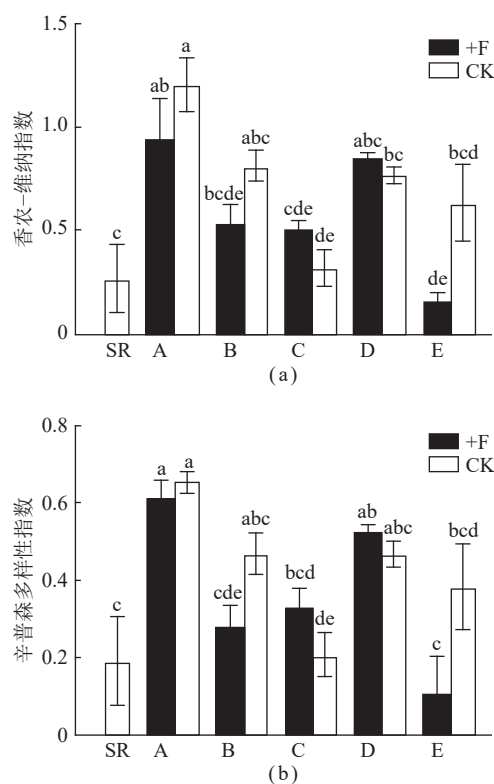 +F
CK
香农-维纳指数
1.5
1.0
0.5
0
c
ab
a
bcde
abc
cde
de
abc
bc
de
bcd
SR A B C D E
(a)
+F
CK
辛普森多样性指数
0.8
0.6
0.4
0.2
0
c
a
a
cde
abc
bcd
de
ab
abc
c
bcd
SR A B C D E
(b)